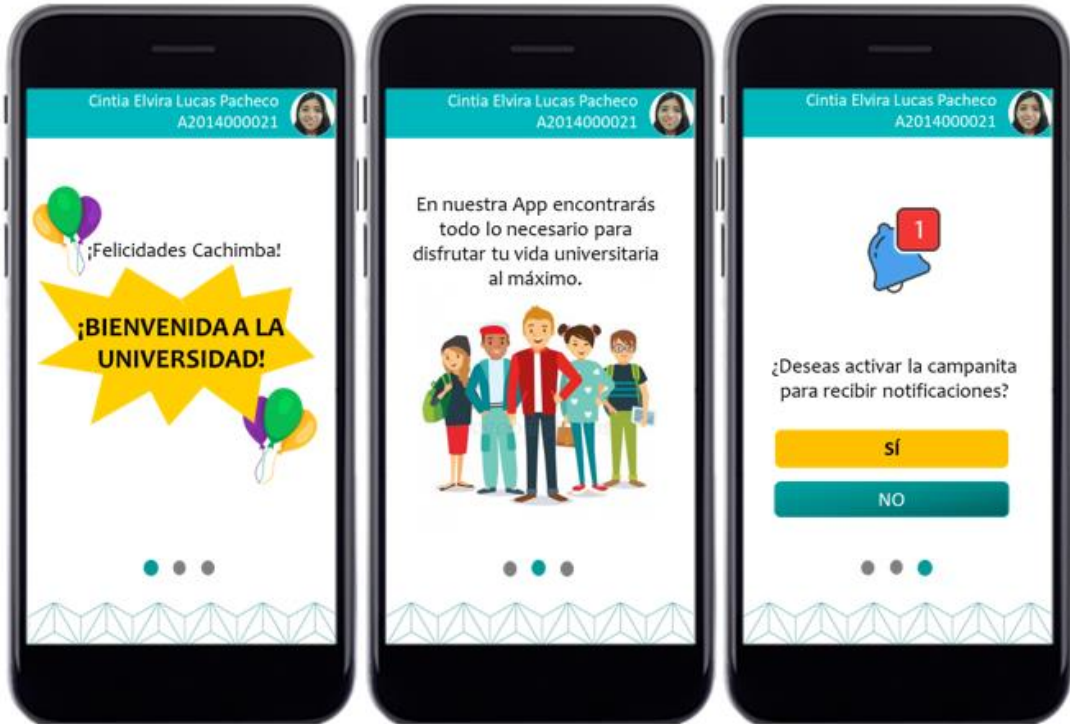 Cintia Elvira Lucas Pacheco
A2014000021
¡Felicidades Cachimba!
¡BIENVENIDA A LA
UNIVERSIDAD!
Cintia Elvira Lucas Pacheco
A2014000021
En nuestra App encontrarás
todo lo necesario para
disfrutar tu vida universitaria
al máximo.
Cintia Elvira Lucas Pacheco
A2014000021
1
¿Deseas activar la campanita
para recibir notificaciones?
SÍ
NO